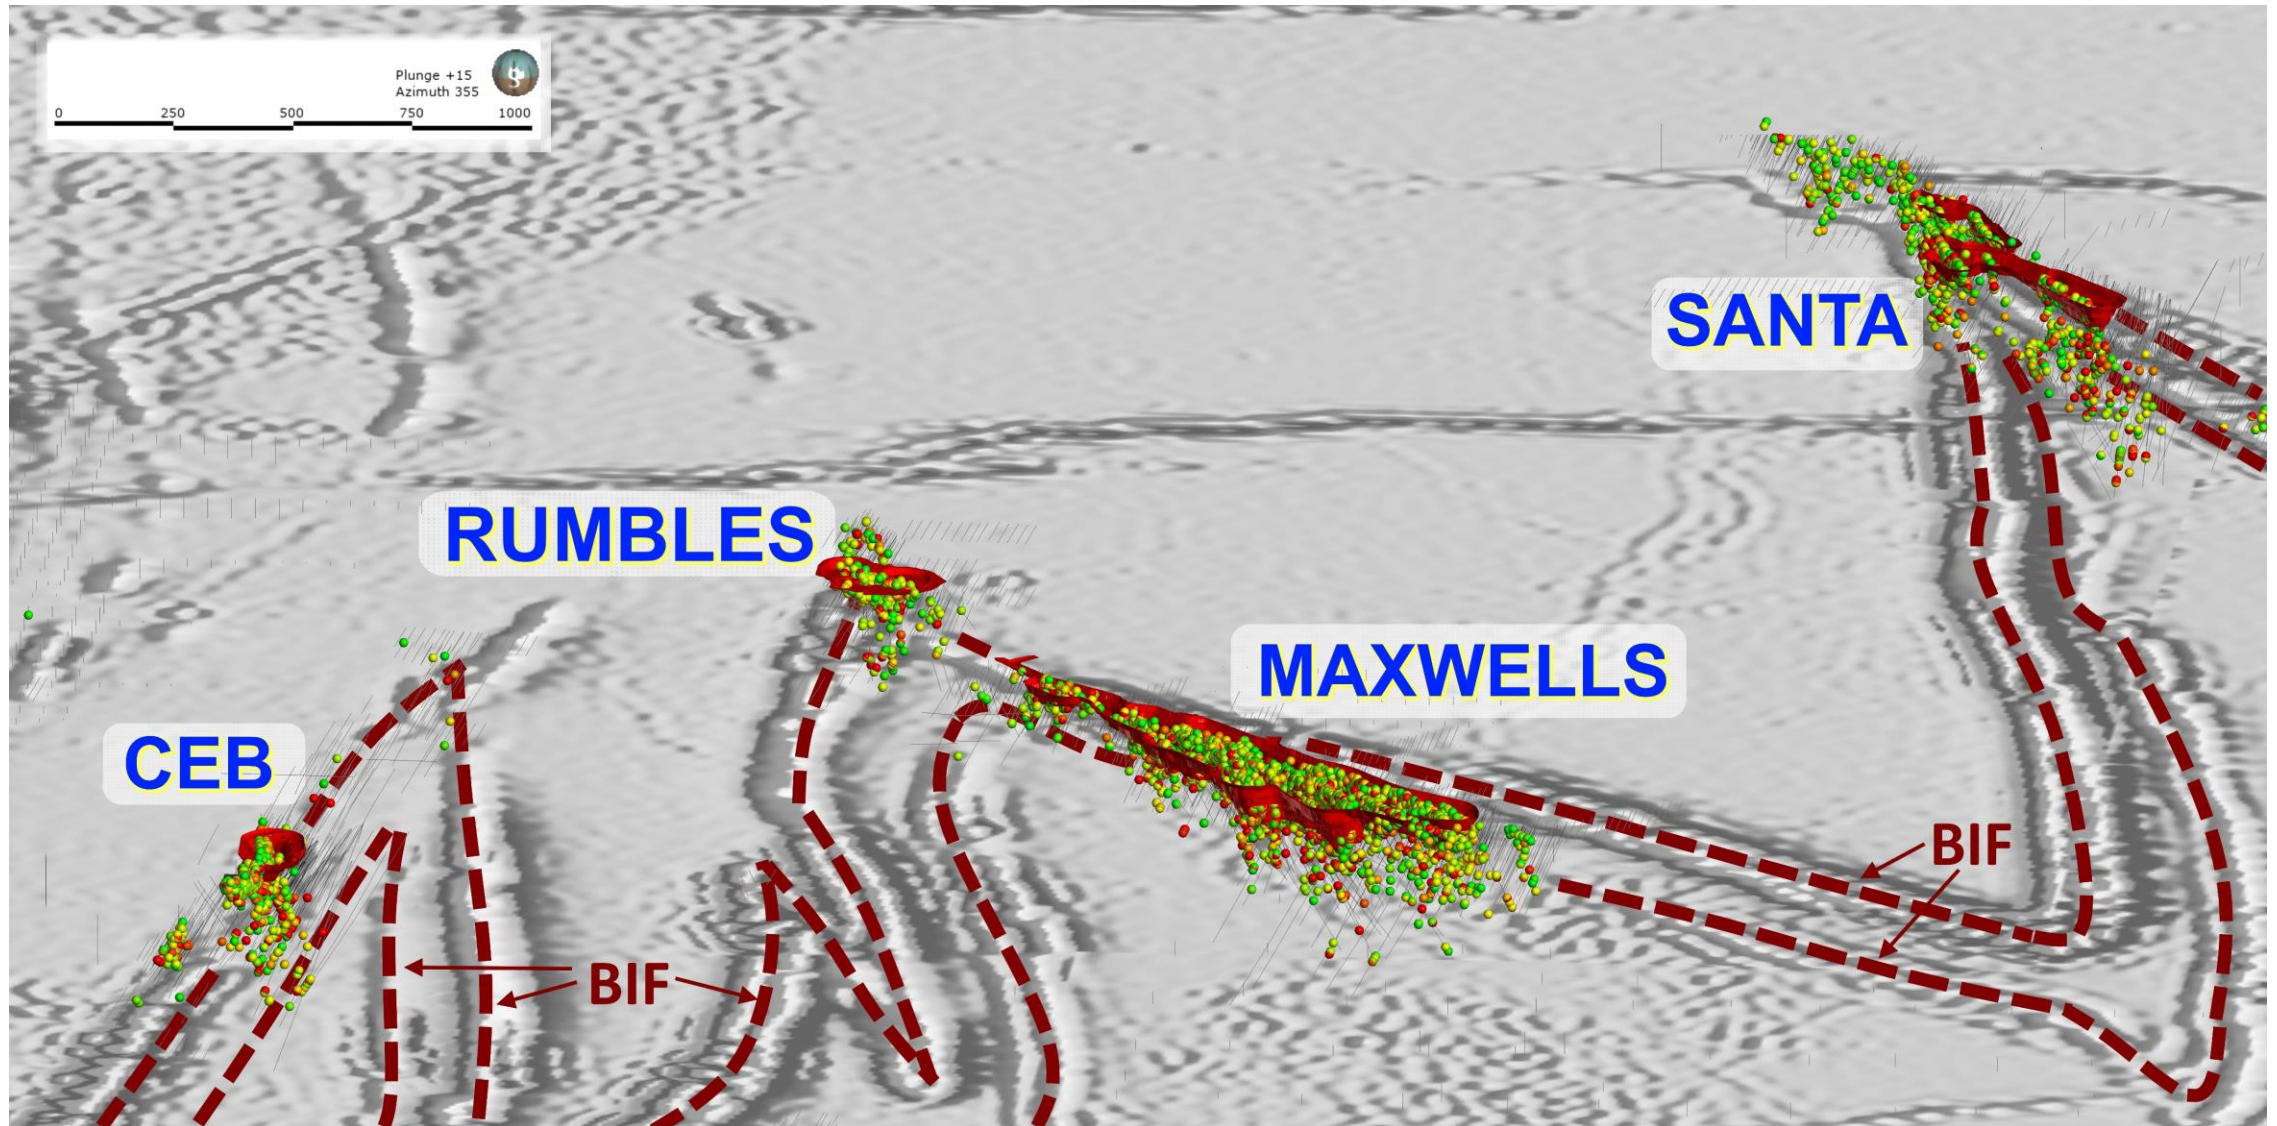 Plunge +15
Azimuth 355
0 250 500 750 1000
SANTA
RUMBLES
MAXWELLS
CEB
BIF
BIF